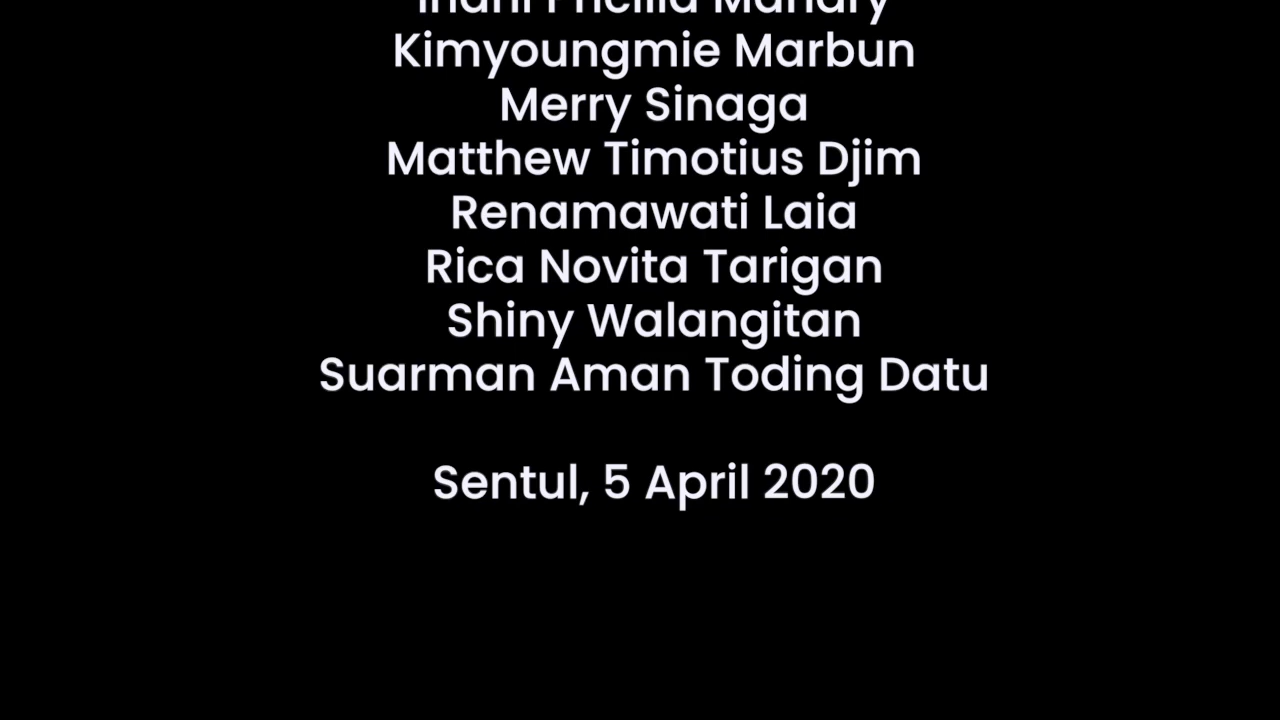 Kimyoungmie Marbun
Merry Sinaga
Matthew Timotius Djim
Renamawati Laia
Rica Novita Tarigan
Shiny Walangitan
Suarman Aman Toding Datu
Sentul, 5 April 2020